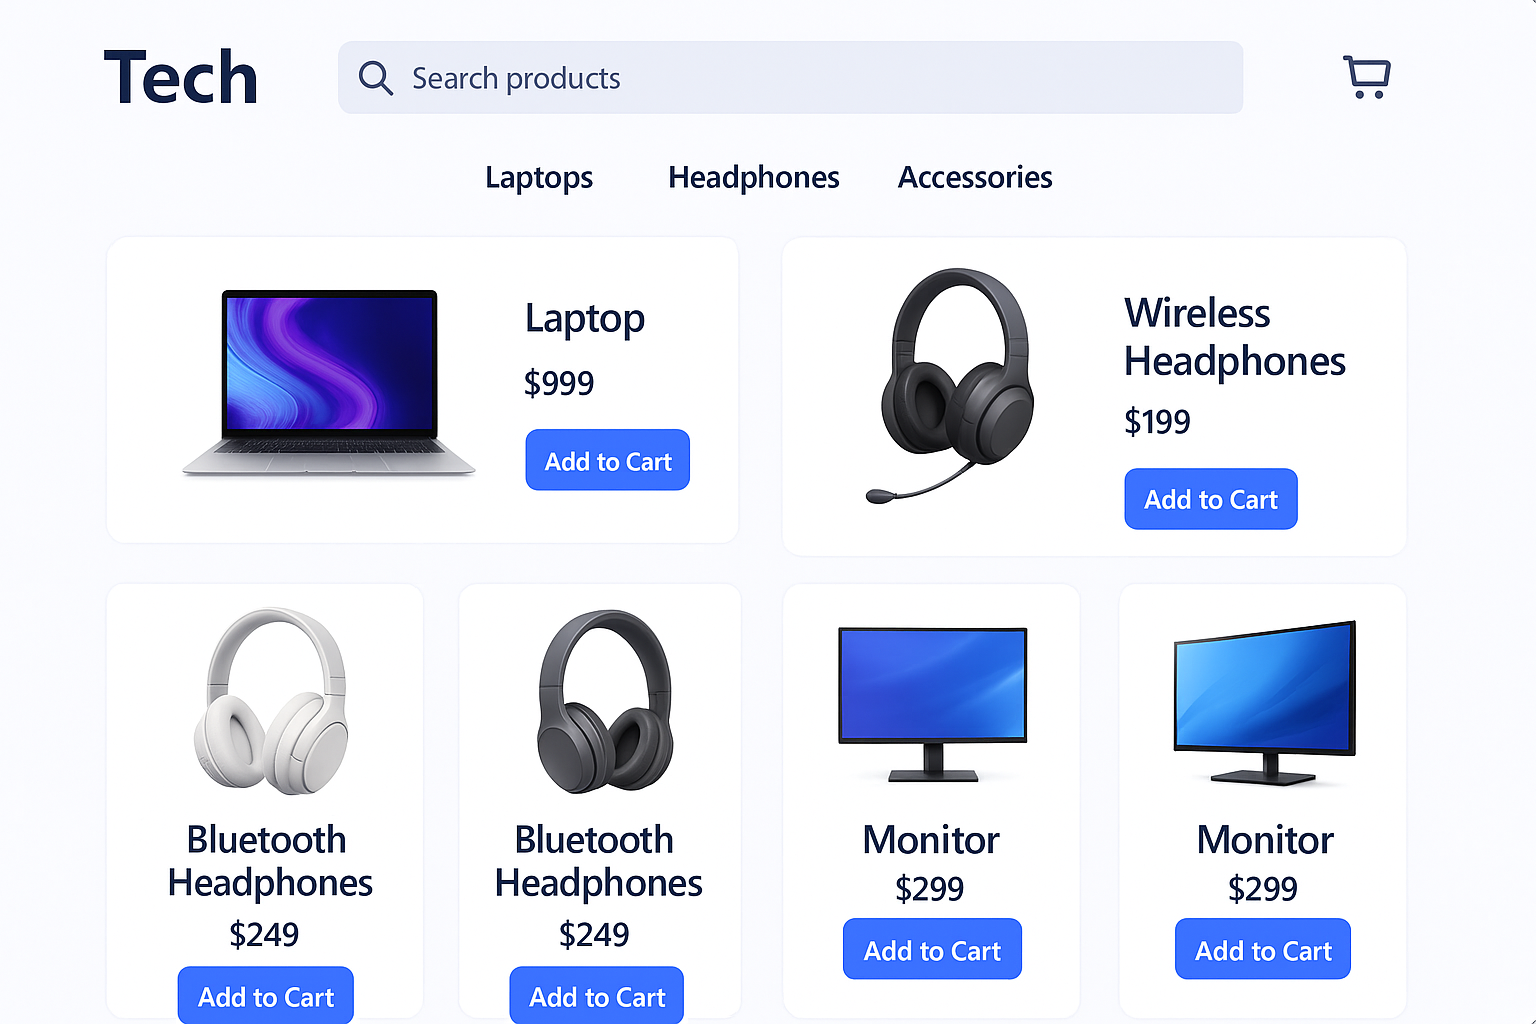 Tech
Search products
Laptops
Headphones
Accessories
Laptop
$999
Add to Cart
Wireless
Headphones
$199
Add to Cart
Bluetooth
Headphones
$249
Add to Cart
Bluetooth
Headphones
$249
Add to Cart
Monitor
$299
Add to Cart
Monitor
$299
Add to Cart